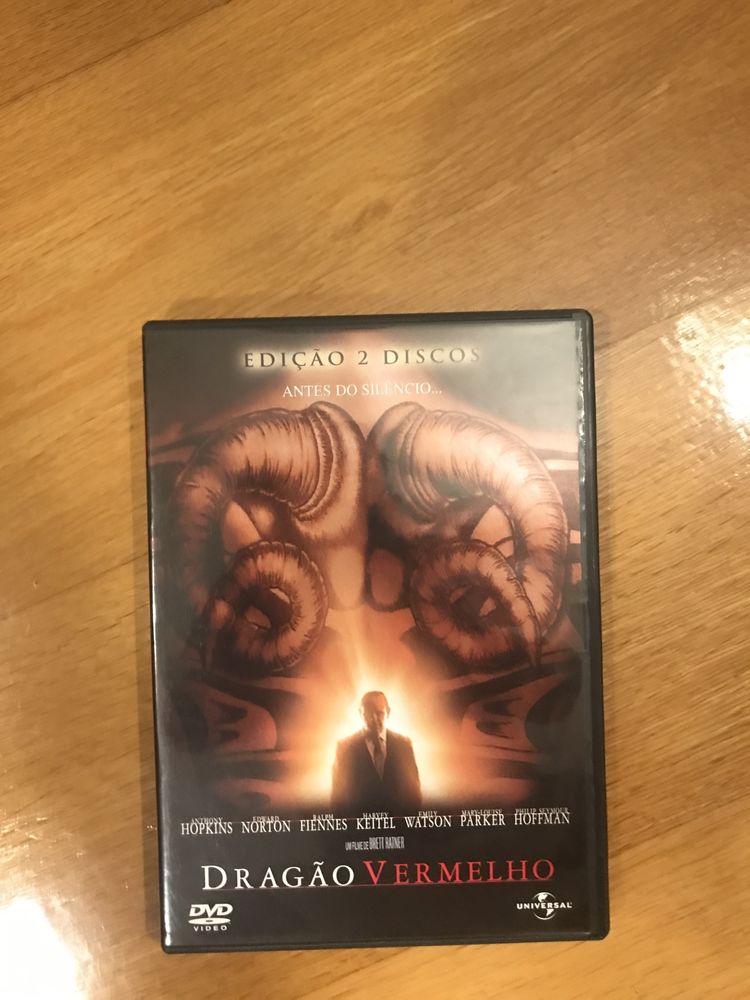 EDIÇÃO 2 DISCOS
ANTES DO SILÊNCIO...
ANTHONY HOPKINS EDWARD NORTON RALPH FIENNES HARVEY KEITEL EMILY WATSON MARY-LOUISE PARKER PHILIP SEYMOUR HOFFMAN
UM FILME DE BRETT RATNER
DRAGÃO VERMELHO
DVD
VIDEO
UNIVERSAL